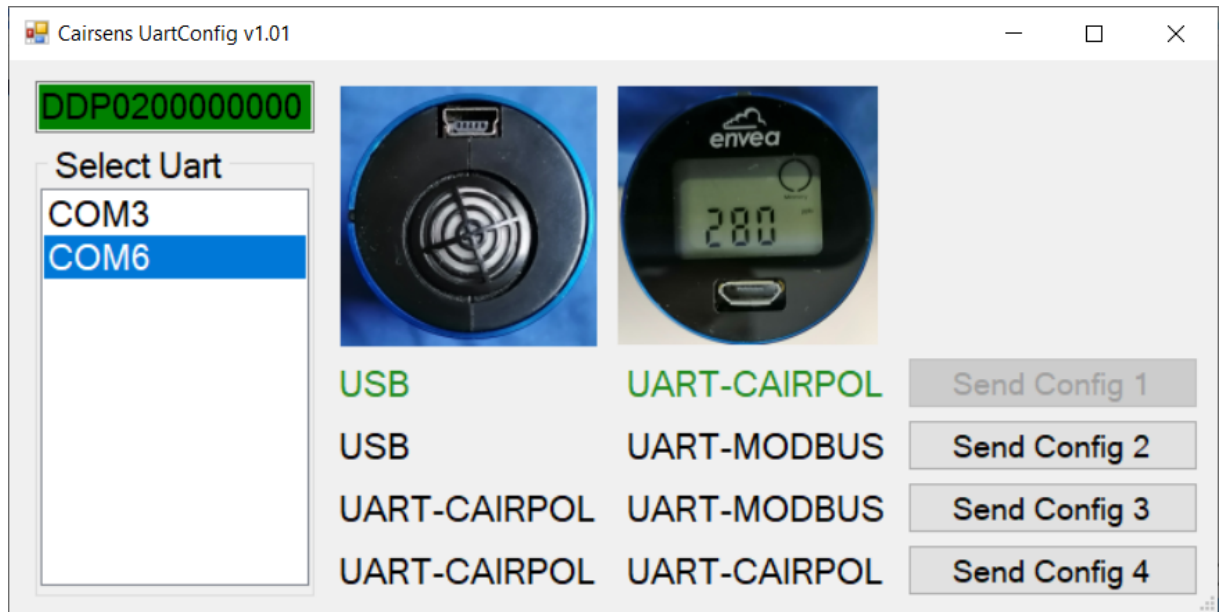 Cairsens UartConfig v1.01
DDP0200000000
Select Uart
COM3
COM6
envea
280
USB UART-CAIRPOL Send Config 1
USB UART-MODBUS Send Config 2
UART-CAIRPOL UART-MODBUS Send Config 3
UART-CAIRPOL UART-CAIRPOL Send Config 4